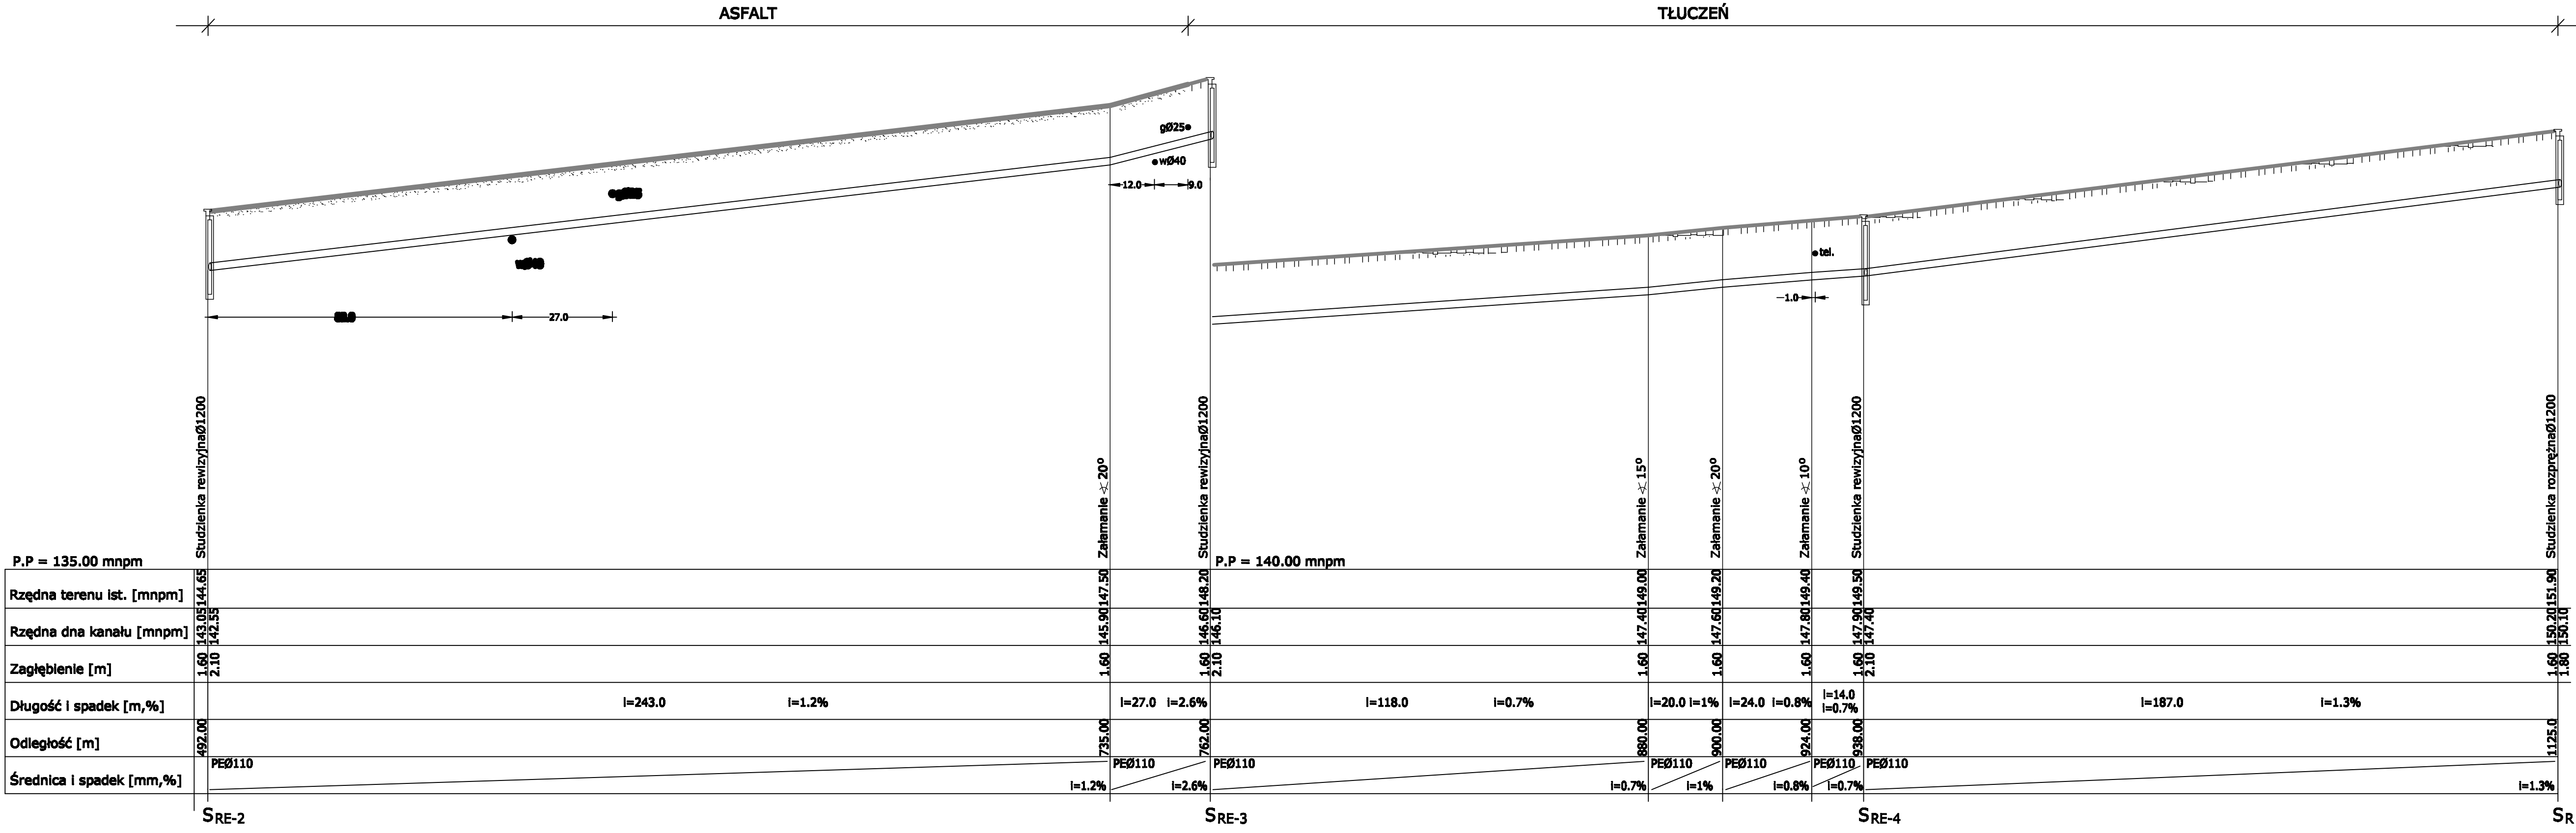 ASFALT
TŁUCZEŃ
gØ25
wØ40
12.0
9.0
27.0
tel.
1.0
Studzienka rewizyjnaØ1200
Załamanie ∢ 20°
Studzienka rewizyjnaØ1200
Załamanie ∢ 15°
Załamanie ∢ 20°
Załamanie ∢ 10°
Studzienka rewizyjnaØ1200
Studzienka rozprężnaØ1200
P.P = 135.00 mnpm
P.P = 140.00 mnpm
Rzędna terenu ist. [mnpm] 144.65 147.50 148.20 149.00 149.20 149.40 149.50 151.90
Rzędna dna kanału [mnpm] 143.05 142.55 145.90 146.60 146.10 147.40 147.60 147.80 147.90 147.40 150.20 150.10
Zagłębienie [m] 1.60 2.10 1.60 1.60 2.10 1.60 1.60 1.60 1.60 2.10 1.60 1.80
Długość i spadek [m,%] l=243.0 i=1.2% l=27.0 i=2.6% l=118.0 i=0.7% l=20.0 i=1% l=24.0 i=0.8% l=14.0 i=0.7% l=187.0 i=1.3%
Odległość [m] 492.00 735.00 762.00 880.00 900.00 924.00 938.00 1125.0
Średnica i spadek [mm,%]
PEØ110 PEØ110 PEØ110 PEØ110 PEØ110 PEØ110 PEØ110
i=1.2% i=2.6% i=0.7% i=1% i=0.8% i=0.7% i=1.3%
SRE-2 SRE-3 SRE-4 SR